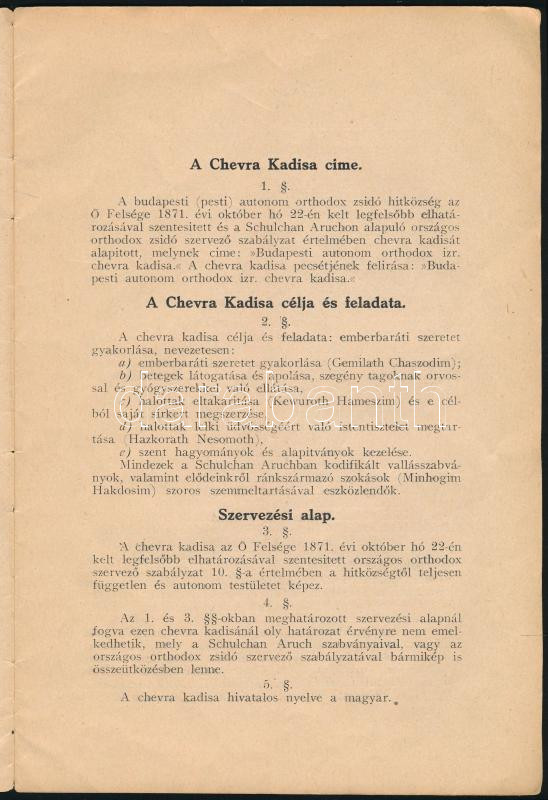 A Chevra Kadisa cime.
1. §.
A budapesti (pesti) autonom orthodox zsidó hitközség az
Ő Felsége 1871. évi október hó 22-én kelt legfelsőbb elhatá-
rozásával szentesitett és a Schulchan Aruchon alapuló országos
orthodox zsidó szervező szabályzat értelmében chevra kadisát
alapitott, melynek cime: »Budapesti autonom orthodox izr.
chevra kadisa.« A chevra kadisa pecsétjének felirása: »Buda-
pesti autonom orthodox izr. chevra kadisa.«
A Chevra Kadisa célja és feladata.
2. §.
A chevra kadisa célja és feladata: emberbaráti szeretet
gyakorlása, nevezetesen:
a) emberbaráti szeretet gyakorlása (Gemilath Chaszodim);
b) betegek látogatása és ápolása, szegény tagoknak orvos-
sal és gyógyszerekkel való ellátása,
c) halottak eltakaritása (Kewuroth Hameszim) és e cél-
ból saját sirkert megszerzése,
d) halottak lelki üdvösségéért való istentisztelet megtar-
tása (Hazkorath Nesomoth),
e) szent hagyományok és alapitványok kezelése.
Mindezek a Schulchan Aruchban kodifikált vallásszabvá-
nyok, valamint elődeinkről ránkszármazó szokások (Minhogim
Hakdosim) szoros szemmeltartásával eszközlendők.
Szervezési alap.
3. §.
A chevra kadisa az Ő Felsége 1871. évi október hó 22-én
kelt legfelsőbb elhatározásával szentesitett országos orthodox
szervező szabályzat 10. §-a értelmében a hitközségtől teljesen
független és autonom testületet képez.
4. §.
Az 1. és 3. §§-okban meghatározott szervezési alapnál
fogva ezen chevra kadisánál oly határozat érvényre nem emel-
kedhetik, mely a Schulchan Aruch szabványaival, vagy az
országos orthodox zsidó szervező szabályzatával bármikép is
összeütközésben lenne.
5. §.
A chevra kadisa hivatalos nyelve a magyar.
darabanth